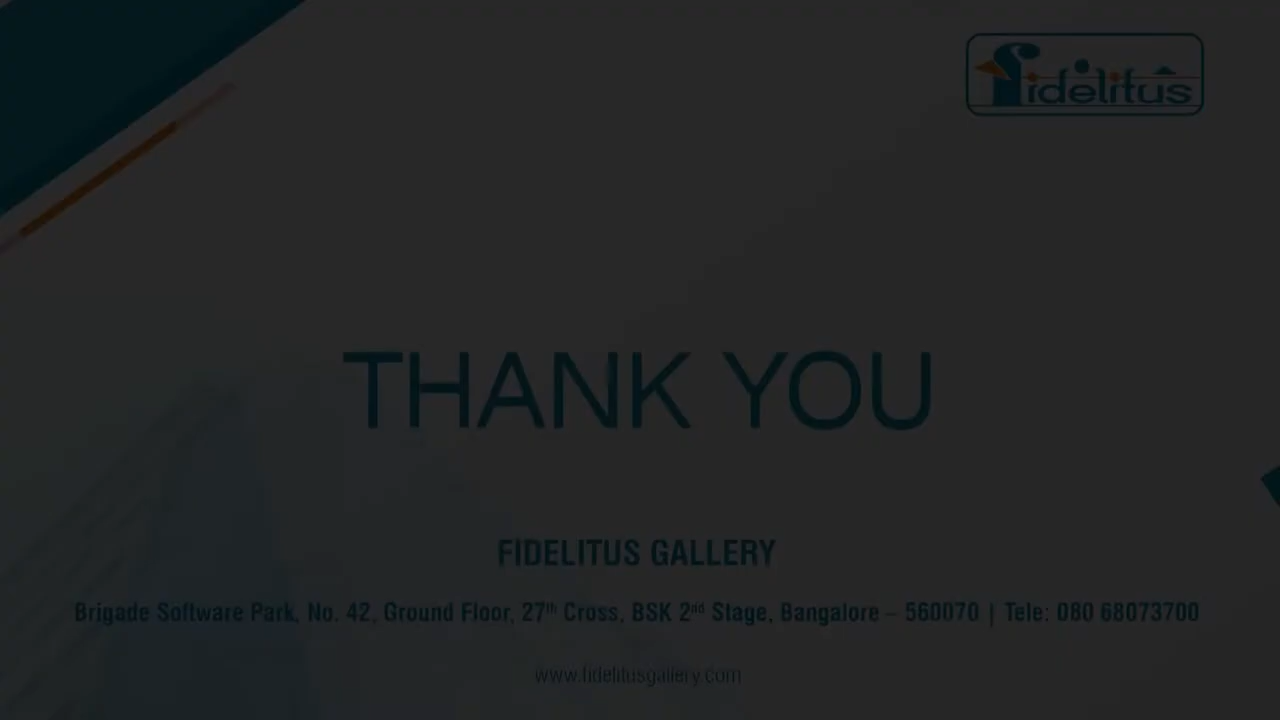 fidelitus
THANK YOU
FIDELITUS GALLERY
Brigade Software Park, No. 42, Ground Floor, 27th Cross, BSK 2nd Stage, Bangalore – 560070 | Tele: 080 68073700
www.fidelitusgallery.com